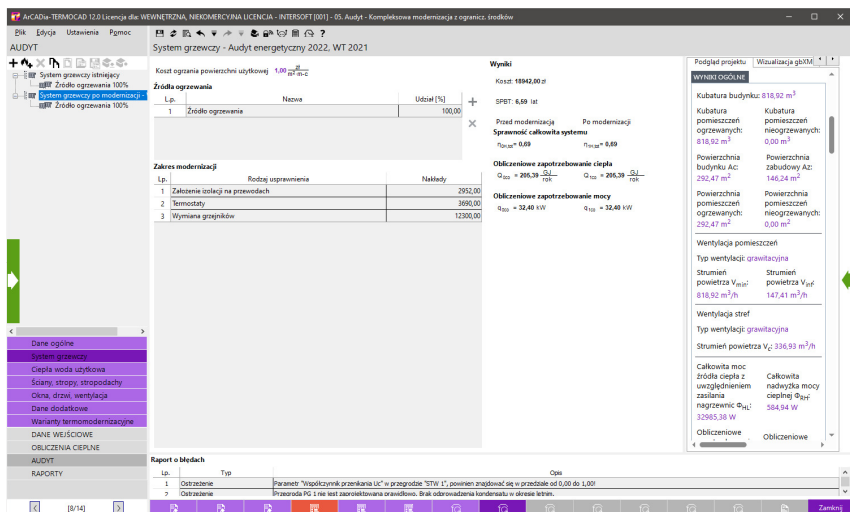 ArCADia-TERMOCAD 12.0 Licencja dla: WEWNĘTRZNA, NIEKOMERCYJNA LICENCJA - INTERSOFT [001] - 05. Audyt - Kompleksowa modernizacja z ogranicz. środków
Plik Edycja Ustawienia Pomoc
AUDYT
System grzewczy - Audyt energetyczny 2022, WT 2021
System grzewczy istniejący
Źródło ogrzewania 100%
System grzewczy po modernizacji -
Źródło ogrzewania 100%
Dane ogólne
System grzewczy
Ciepła woda użytkowa
Ściany, stropy, stropodachy
Okna, drzwi, wentylacja
Dane dodatkowe
Warianty termomodernizacyjne
DANE WEJŚCIOWE
OBLICZENIA CIEPLNE
AUDYT
RAPORTY
[8/14]
Koszt ogrzania powierzchni użytkowej 1,00 zł/m²·m-c
Źródła ogrzewania
L.p. Nazwa Udział [%]
1 Źródło ogrzewania 100,00
Zakres modernizacji
Lp. Rodzaj usprawnienia Nakłady
1 Założenie izolacji na przewodach 2952,00
2 Termostaty 3690,00
3 Wymiana grzejników 12300,00
Wyniki
Koszt: 18942,00 zł
SPBT: 6,59 lat
Przed modernizacją Po modernizacji
Sprawność całkowita systemu
ηOH,tot= 0,69 η1H,tot= 0,69
Obliczeniowe zapotrzebowanie ciepła
Q0co = 206,39 GJ/rok Q1co = 206,39 GJ/rok
Obliczeniowe zapotrzebowanie mocy
q0co = 32,40 kW q1co = 32,40 kW
Podgląd projektu Wizualizacja gbXM
WYNIKI OGÓLNE
Kubatura budynku: 818,92 m³
Kubatura pomieszczeń ogrzewanych: 818,92 m³
Kubatura pomieszczeń nieogrzewanych: 0,00 m³
Powierzchnia budynku Ac: 292,47 m²
Powierzchnia zabudowy Az: 146,24 m²
Powierzchnia pomieszczeń ogrzewanych: 292,47 m²
Powierzchnia pomieszczeń nieogrzewanych: 0,00 m²
Wentylacja pomieszczeń
Typ wentylacji: grawitacyjna
Strumień powietrza Vmin: 818,92 m³/h
Strumień powietrza Vinf: 147,41 m³/h
Wentylacja stref
Typ wentylacji: grawitacyjna
Strumień powietrza Vz: 336,93 m³/h
Całkowita moc źródła ciepła z uwzględnieniem zasilania nagrzewnic ΦHL: 32985,38 W
Całkowita nadwyżka mocy cieplnej ΦRH: 584,94 W
Obliczeniowe
Obliczeniowe
Raport o błędach
Lp. Typ Opis
1 Ostrzeżenie Parametr "Współczynnik przenikania Uc" w przegrodzie "STW 1", powinien znajdować się w przedziale od 0,00 do 1,00!
2 Ostrzeżenie Przegroda PG 1 nie jest zaprojektowana prawidłowo. Brak odprowadzenia kondensatu w okresie letnim.
Zamknij